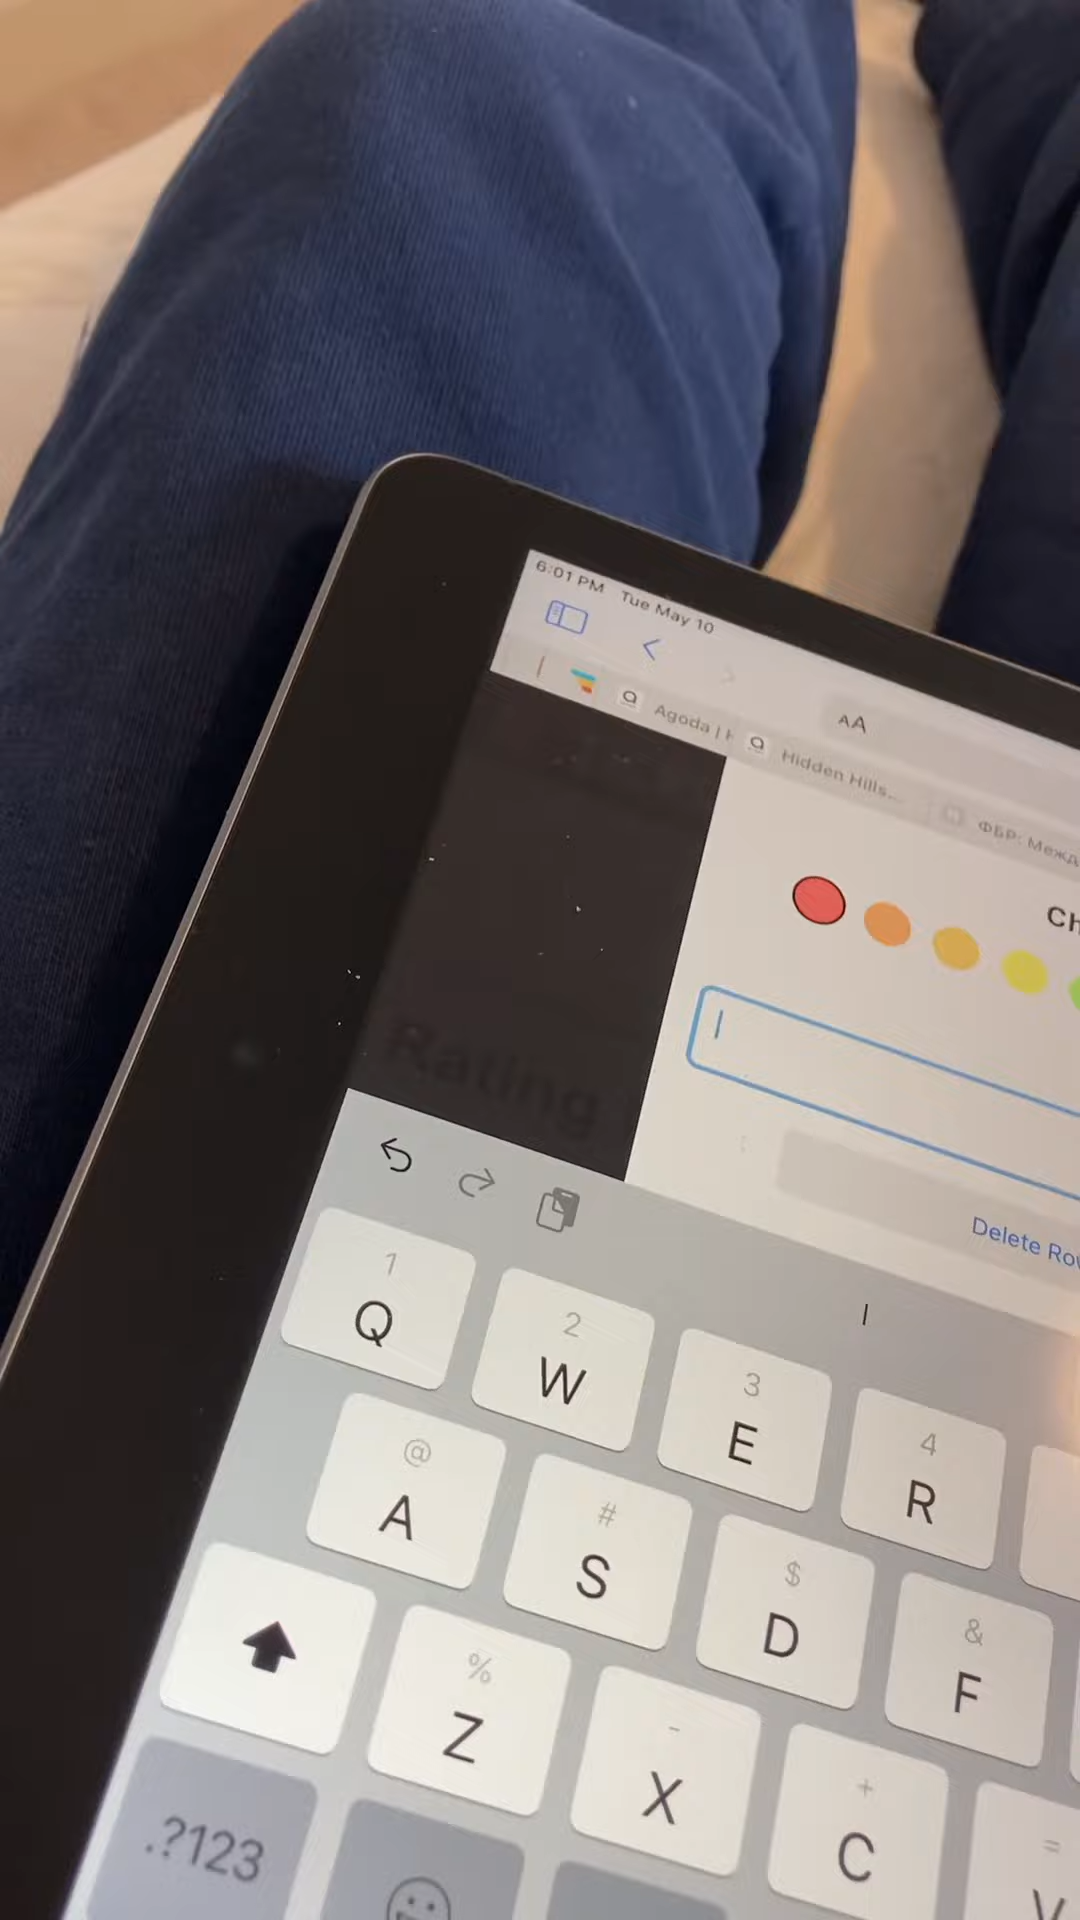 6:01 PM Tue May 10
AA
Agoda | H
Hidden Hills...
ФБР: Межд
Ch
Rating
Delete Ro
I
1 2 3 4
Q W E R
@ # $ &
A S D F
% - + =
Z X C V
.?123